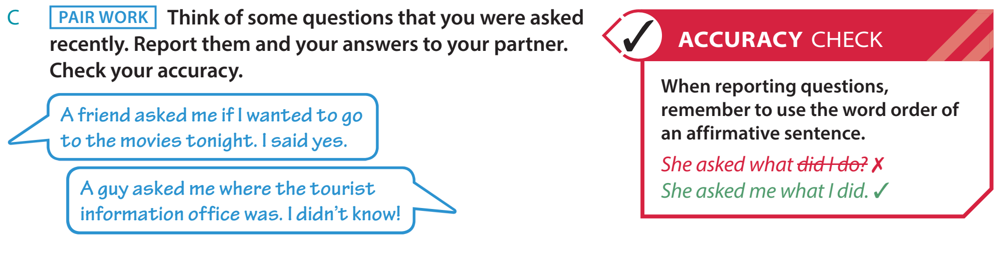 C PAIR WORK Think of some questions that you were asked
recently. Report them and your answers to your partner.
Check your accuracy.
A friend asked me if I wanted to go
to the movies tonight. I said yes.
A guy asked me where the tourist
information office was. I didn't know!
✓ ACCURACY CHECK
When reporting questions,
remember to use the word order of
an affirmative sentence.
She asked what did I do? ✗
She asked me what I did. ✓